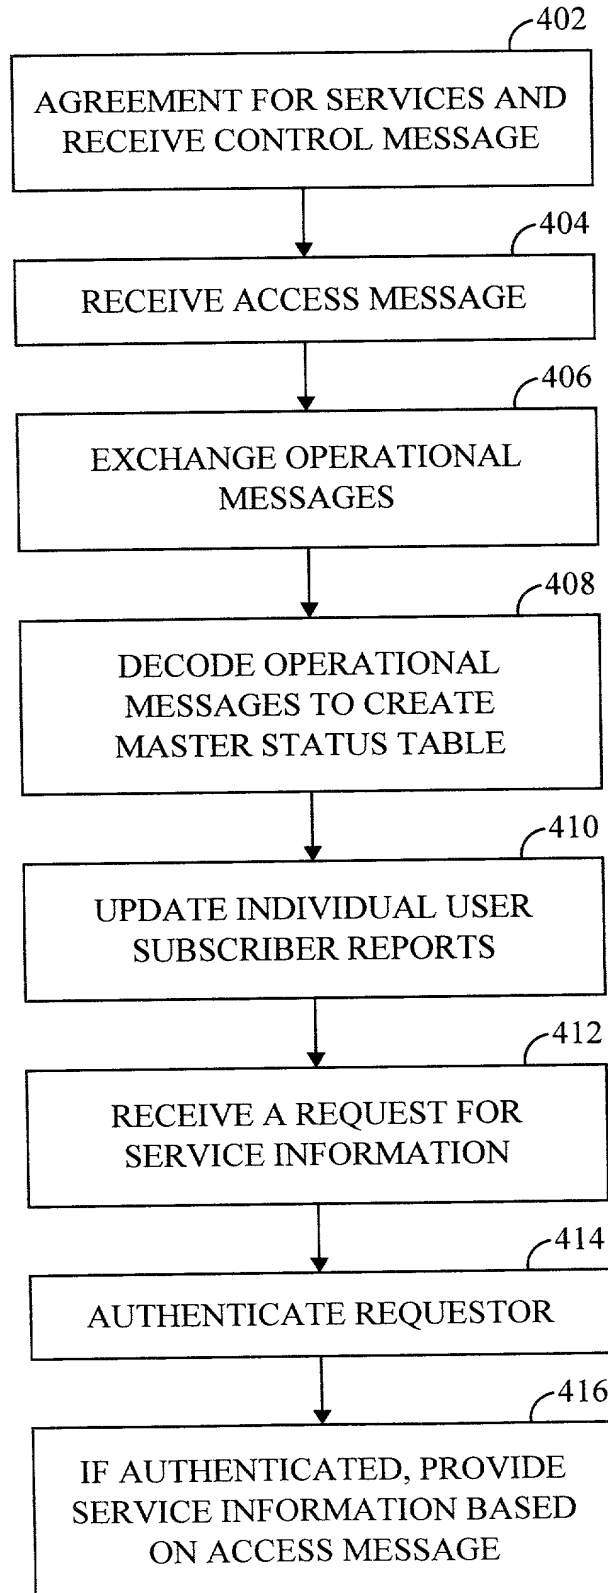 402
AGREEMENT FOR SERVICES AND
RECEIVE CONTROL MESSAGE
404
RECEIVE ACCESS MESSAGE
406
EXCHANGE OPERATIONAL
MESSAGES
408
DECODE OPERATIONAL
MESSAGES TO CREATE
MASTER STATUS TABLE
410
UPDATE INDIVIDUAL USER
SUBSCRIBER REPORTS
412
RECEIVE A REQUEST FOR
SERVICE INFORMATION
414
AUTHENTICATE REQUESTOR
416
IF AUTHENTICATED, PROVIDE
SERVICE INFORMATION BASED
ON ACCESS MESSAGE